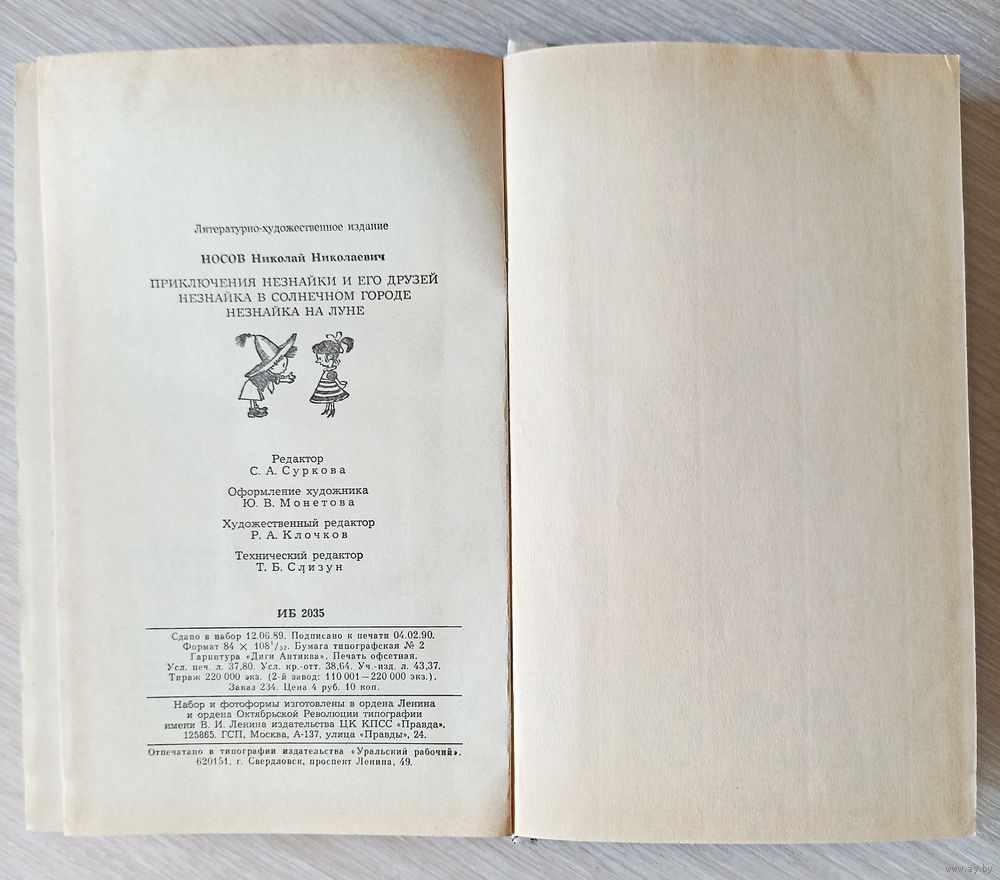 Литературно-художественное издание
НОСОВ Николай Николаевич
ПРИКЛЮЧЕНИЯ НЕЗНАЙКИ И ЕГО ДРУЗЕЙ
НЕЗНАЙКА В СОЛНЕЧНОМ ГОРОДЕ
НЕЗНАЙКА НА ЛУНЕ
Редактор
С. А. Суркова
Оформление художника
Ю. В. Монетова
Художественный редактор
Р. А. Клочков
Технический редактор
Т. Б. Слизун
ИБ 2035
Сдано в набор 12.06.89. Подписано к печати 04.02.90.
Формат 84 × 108¹/₃₂. Бумага типографская № 2
Гарнитура «Диги Антиква». Печать офсетная.
Усл. печ. л. 37,80. Усл. кр.-отт. 38,64. Уч.-изд. л. 43,37.
Тираж 220 000 экз. (2-й завод: 110 001—220 000 экз.).
Заказ 234. Цена 4 руб. 10 коп.
Набор и фотоформы изготовлены в ордена Ленина
и ордена Октябрьской Революции типографии
имени В. И. Ленина издательства ЦК КПСС «Правда».
125865. ГСП, Москва, А-137, улица «Правды», 24.
Отпечатано в типографии издательства «Уральский рабочий».
620151, г. Свердловск, проспект Ленина, 49.
www.ay.by